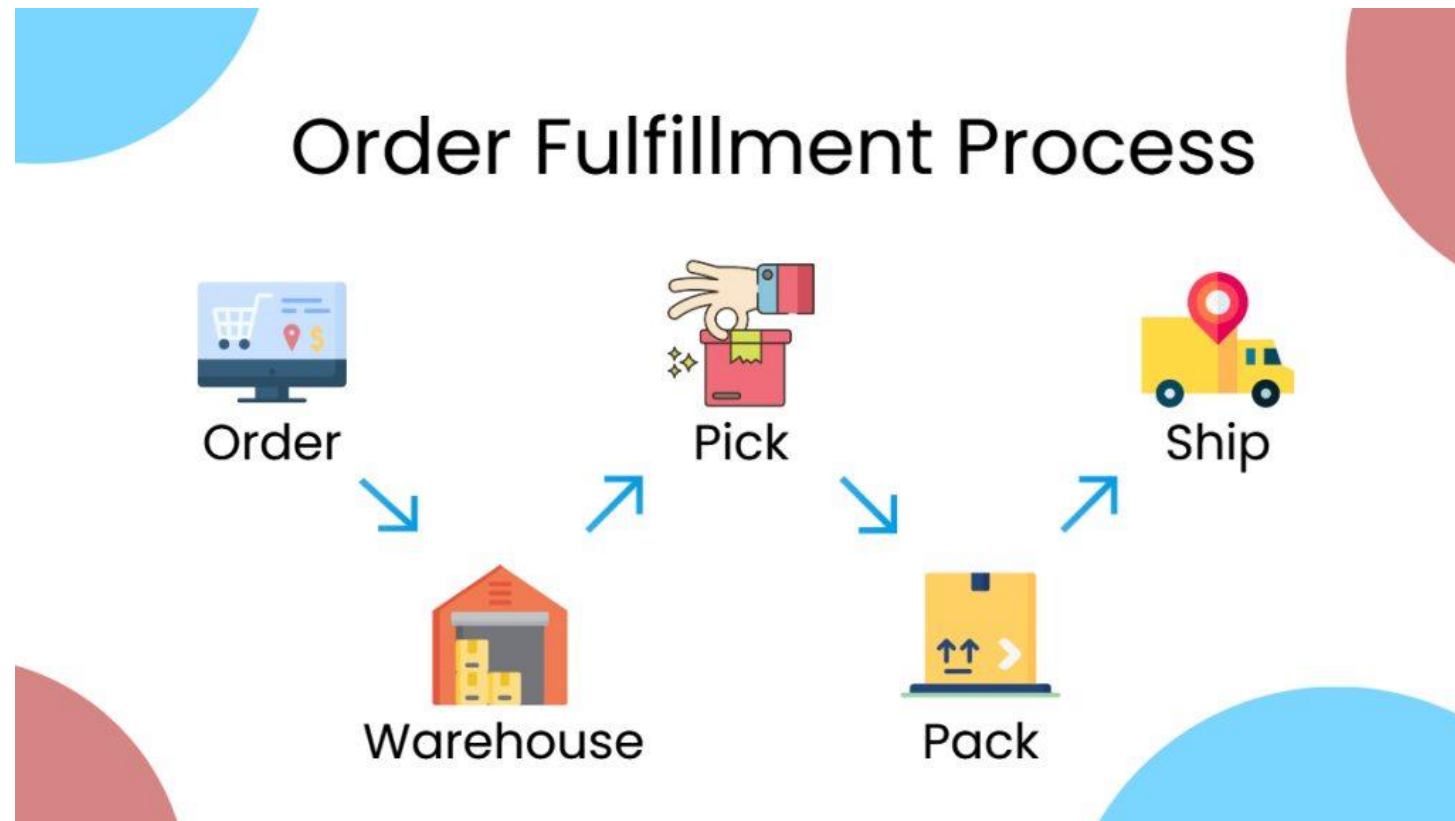 Order Fulfillment Process
Order
Warehouse
Pick
Pack
Ship
$